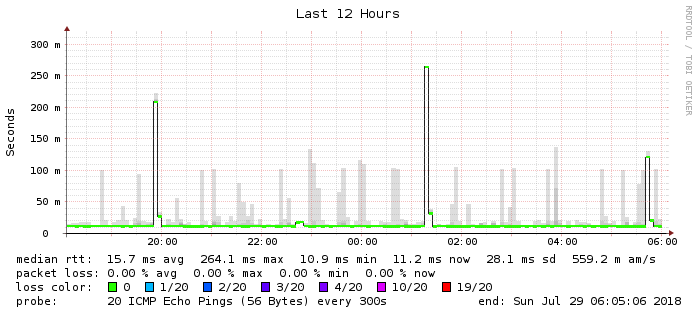 Last 12 Hours
RRDTOOL / TOBI OETIKER
Seconds
300 m
250 m
200 m
150 m
100 m
50 m
0
20:00 22:00 00:00 02:00 04:00 06:00
median rtt: 15.7 ms avg 264.1 ms max 10.9 ms min 11.2 ms now 28.1 ms sd 559.2 m am/s
packet loss: 0.00 % avg 0.00 % max 0.00 % min 0.00 % now
loss color: 0 1/20 2/20 3/20 4/20 10/20 19/20
probe: 20 ICMP Echo Pings (56 Bytes) every 300s end: Sun Jul 29 06:05:06 2018